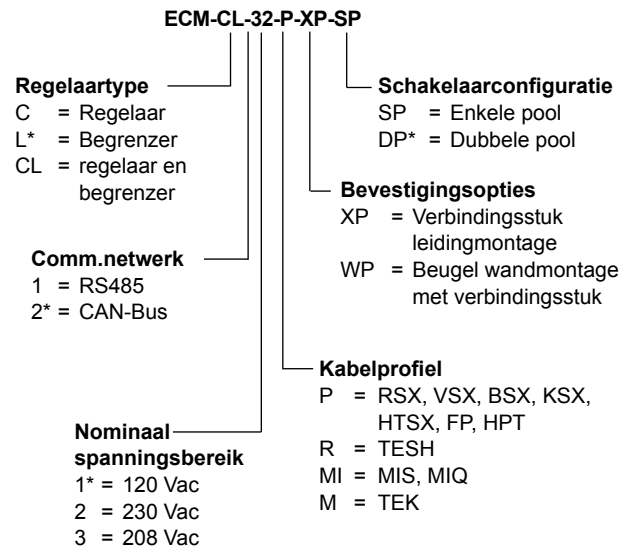 ECM-CL-32-P-XP-SP
Regelaartype
C = Regelaar
L* = Begrenzer
CL = regelaar en
begrenzer
Schakelaarconfiguratie
SP = Enkele pool
DP* = Dubbele pool
Bevestigingsopties
XP = Verbindingsstuk
leidingmontage
WP = Beugel wandmontage
met verbindingsstuk
Comm.netwerk
1 = RS485
2* = CAN-Bus
Kabelprofiel
P = RSX, VSX, BSX, KSX,
HTSX, FP, HPT
R = TESH
MI = MIS, MIQ
M = TEK
Nominaal
spanningsbereik
1* = 120 Vac
2 = 230 Vac
3 = 208 Vac